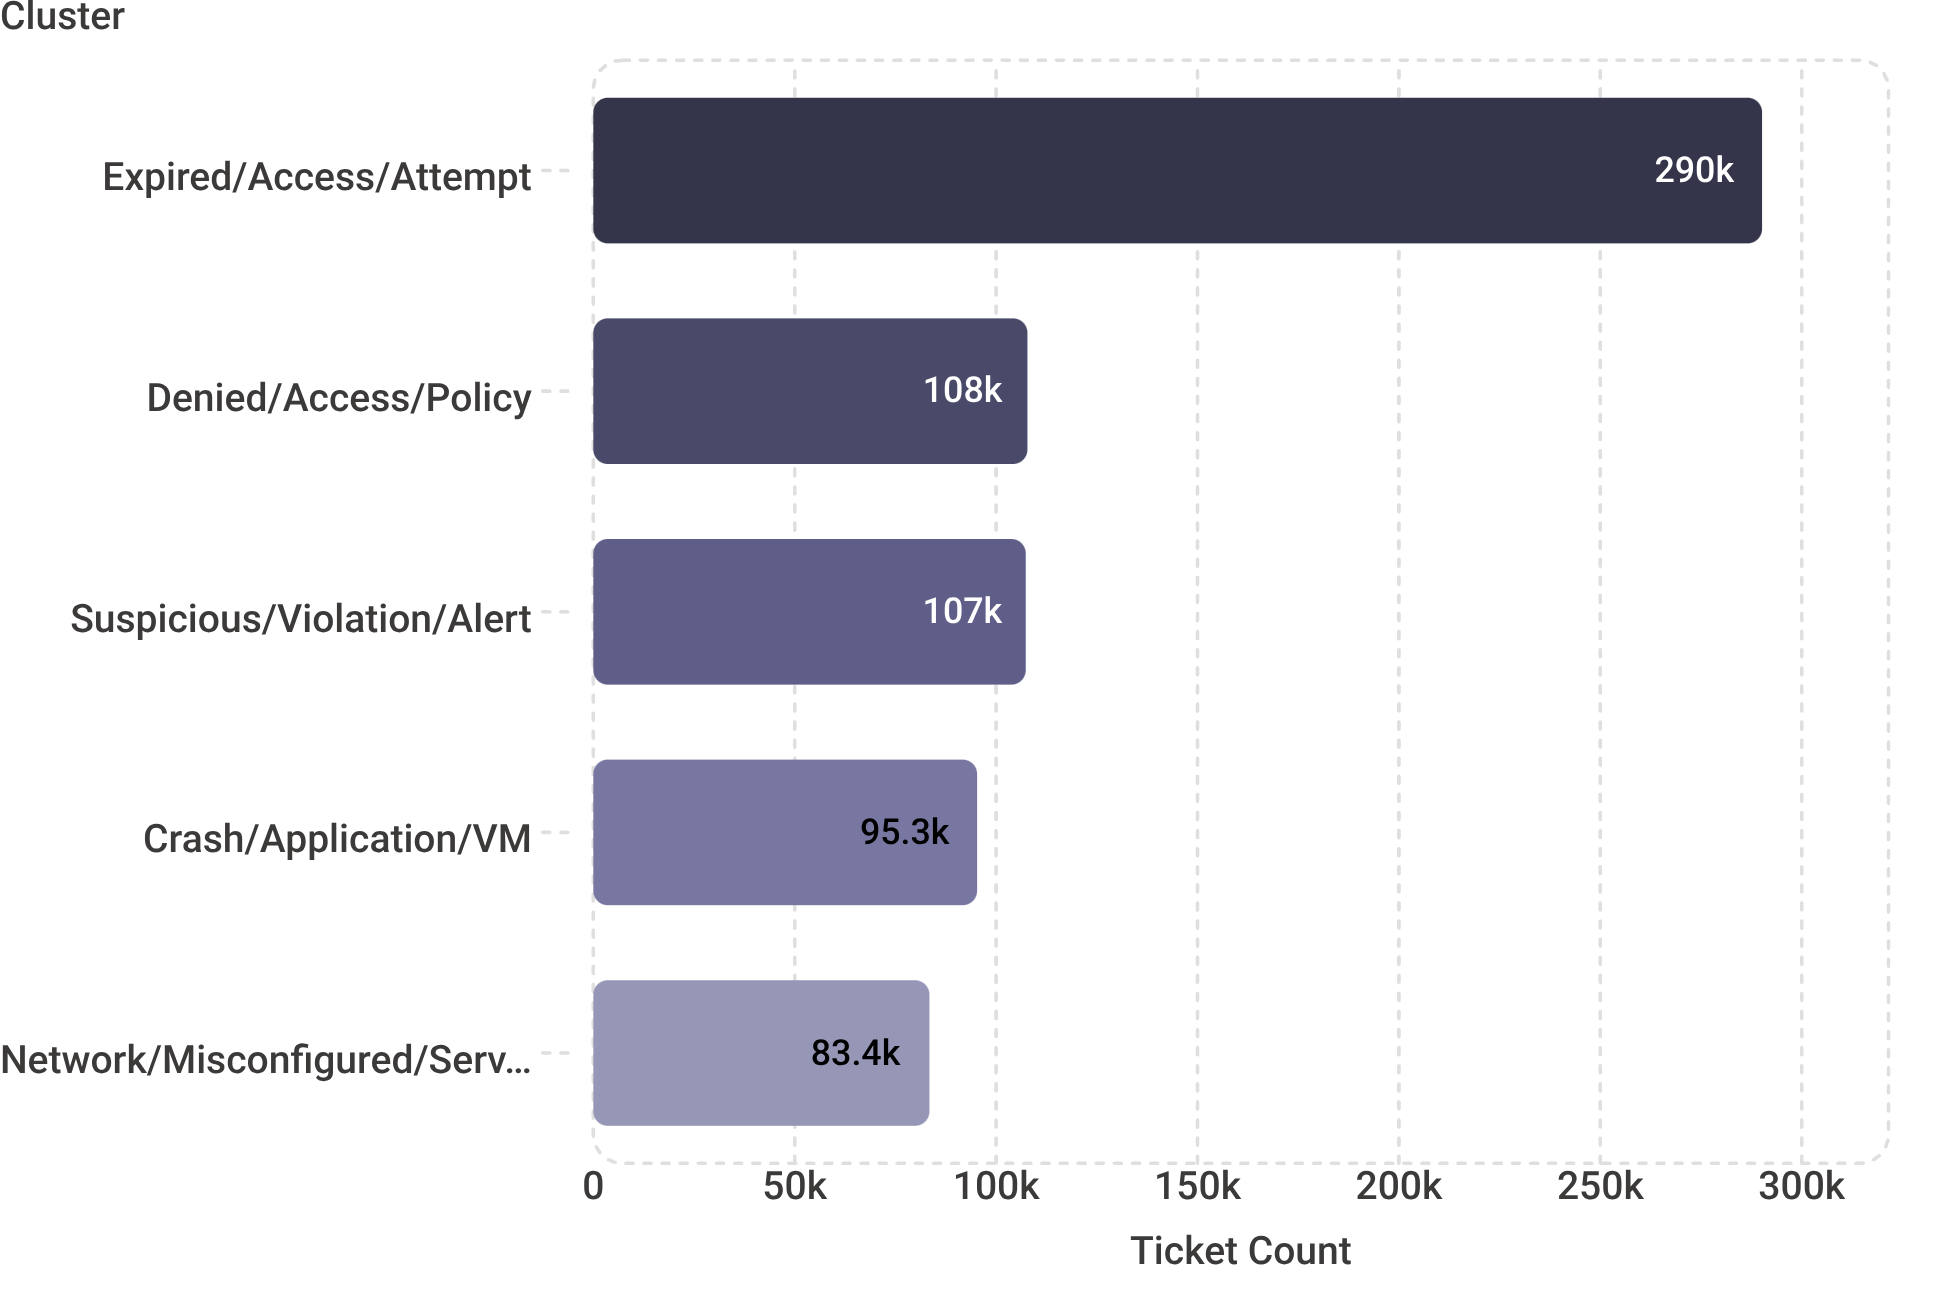 Cluster
Expired/Access/Attempt
290k
Denied/Access/Policy
108k
Suspicious/Violation/Alert
107k
Crash/Application/VM
95.3k
Network/Misconfigured/Serv...
83.4k
0 50k 100k 150k 200k 250k 300k
Ticket Count